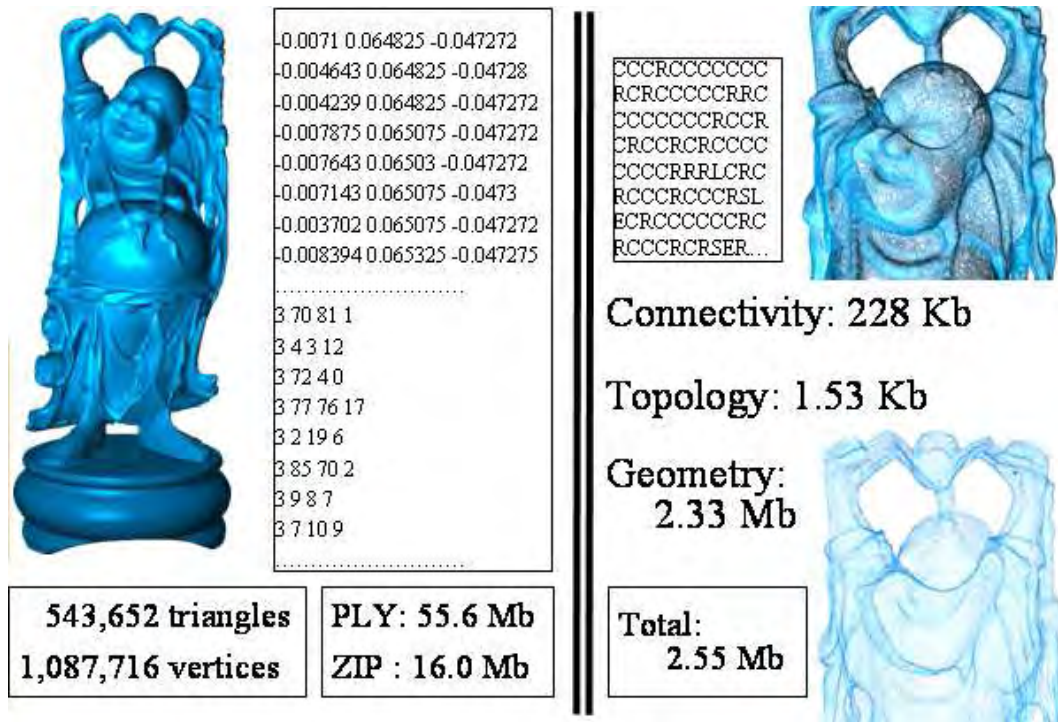 -0.0071 0.064825 -0.047272
-0.004643 0.064825 -0.04728
-0.004239 0.064825 -0.047272
-0.007875 0.065075 -0.047272
-0.007643 0.06503 -0.047272
-0.007143 0.065075 -0.0473
-0.003702 0.065075 -0.047272
-0.008394 0.065325 -0.047275
..............................
3 70 81 1
3 4 3 12
3 72 4 0
3 77 76 17
3 2 19 6
3 85 70 2
3 9 8 7
3 7 10 9
..............................
543,652 triangles
1,087,716 vertices
PLY: 55.6 Mb
ZIP : 16.0 Mb
CCCRCCCCCCC
RCRCCCCCRRC
CCCCCCCRCCR
CRCCRCRCCCC
CCCCRRRLCRC
RCCCRCCCRSL
ECRCCCCCCRC
RCCCRCRSER...
Connectivity: 228 Kb
Topology: 1.53 Kb
Geometry:
2.33 Mb
Total:
2.55 Mb